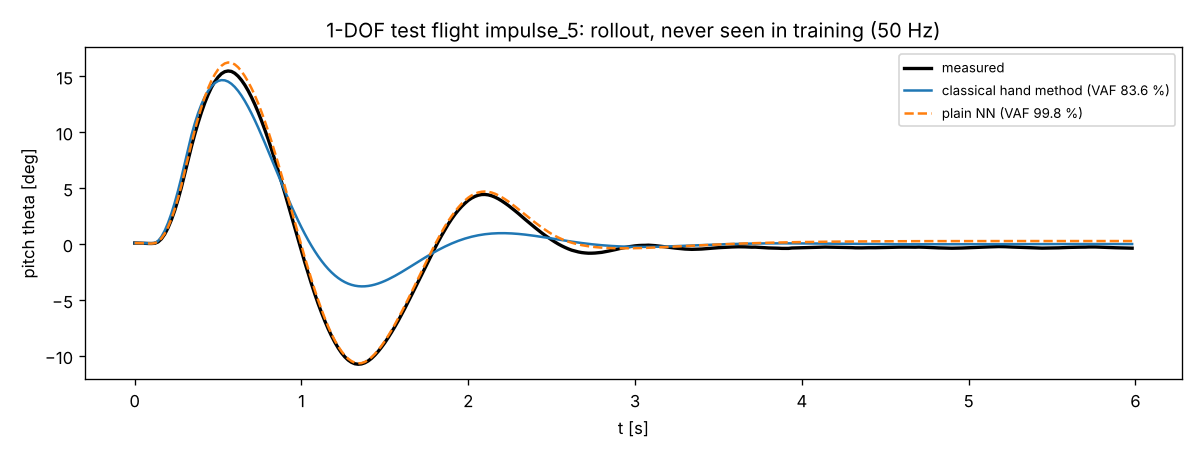 1-DOF test flight impulse_5: rollout, never seen in training (50 Hz)
measured
classical hand method (VAF 83.6 %)
plain NN (VAF 99.8 %)
pitch theta [deg]
15
10
5
0
−5
−10
0 1 2 3 4 5 6
t [s]